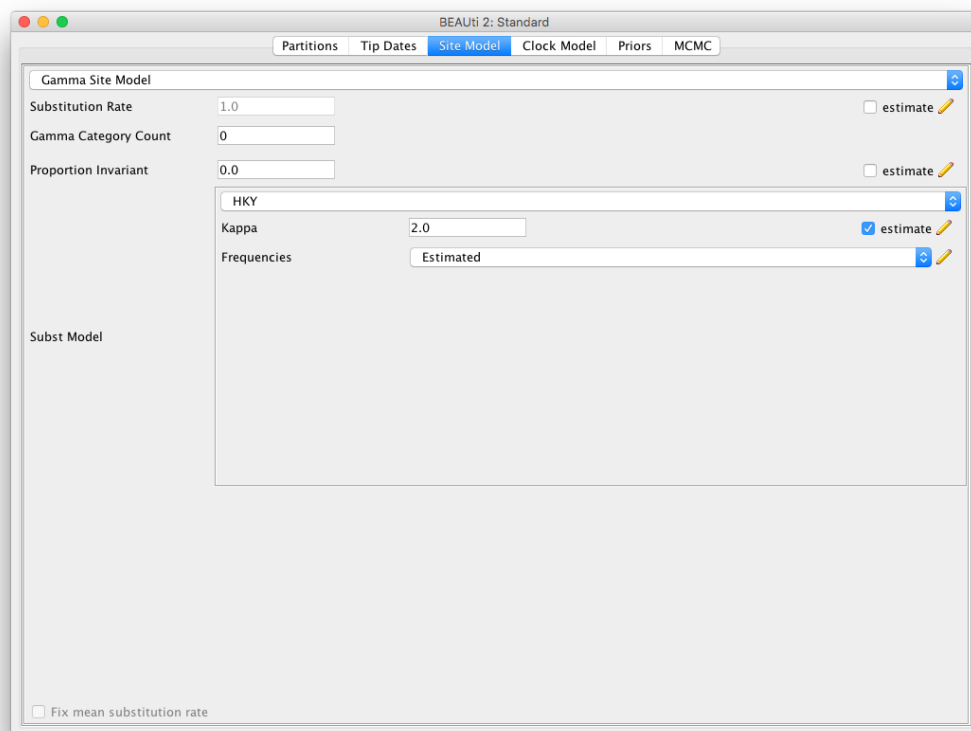 BEAUti 2: Standard
Partitions Tip Dates Site Model Clock Model Priors MCMC
Gamma Site Model
Substitution Rate 1.0 estimate
Gamma Category Count 0
Proportion Invariant 0.0 estimate
HKY
Kappa 2.0 estimate
Frequencies Estimated
Subst Model
Fix mean substitution rate